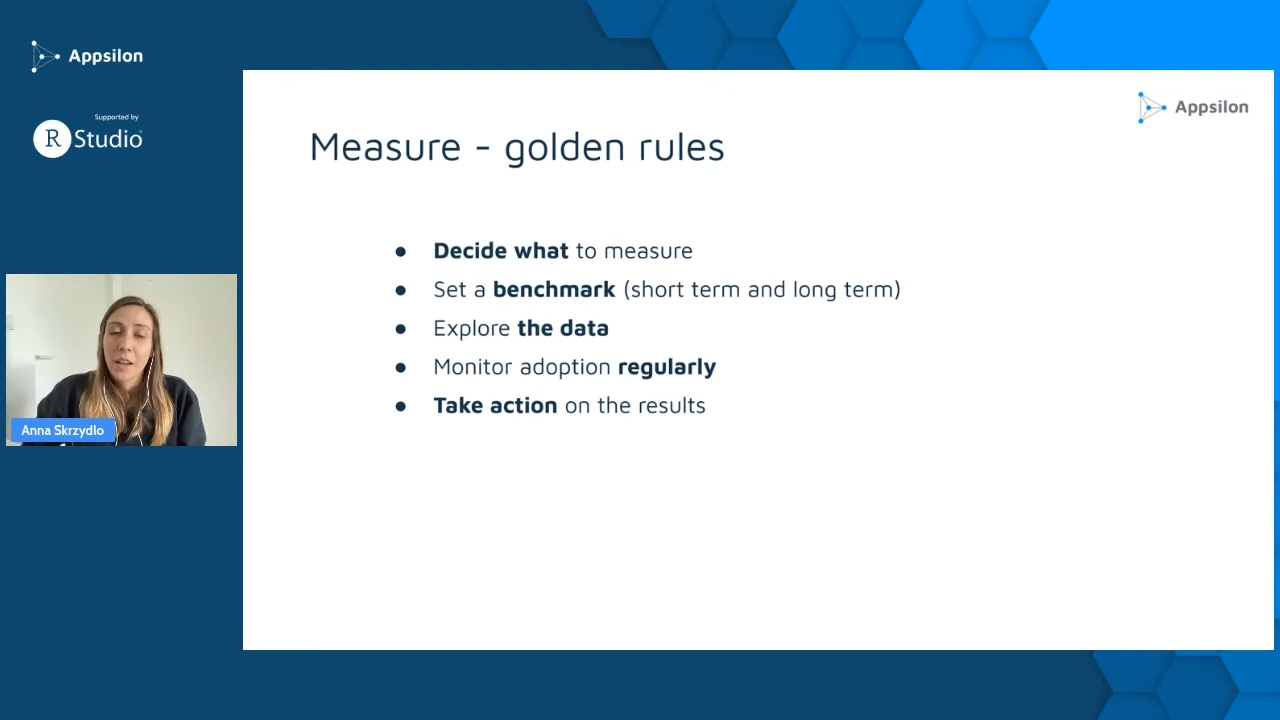 Appsilon
Supported by
R Studio
Appsilon
Measure - golden rules
● Decide what to measure
● Set a benchmark (short term and long term)
● Explore the data
● Monitor adoption regularly
● Take action on the results
Anna Skrzydlo